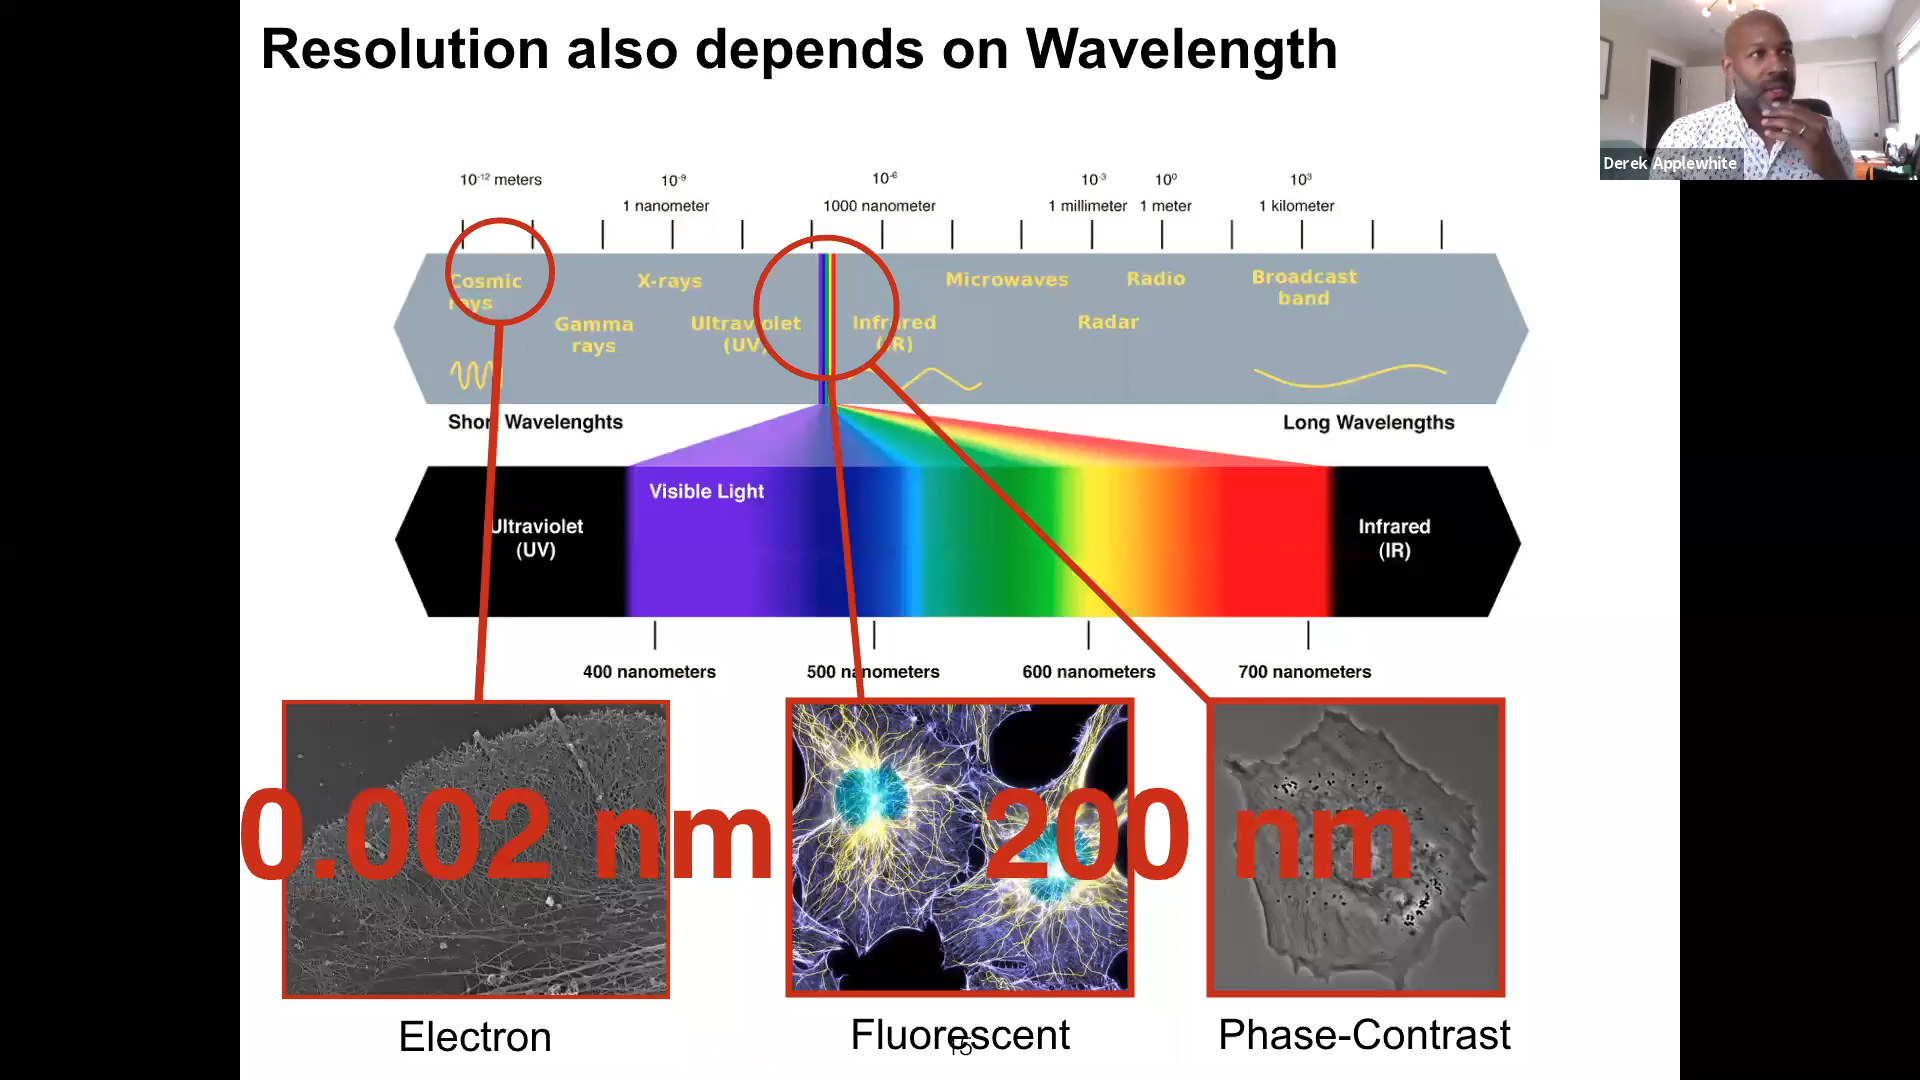 Resolution also depends on Wavelength
Derek Applewhite
10-12 meters 10-9 10-6 10-3 100 103
1 nanometer 1000 nanometer 1 millimeter 1 meter 1 kilometer
Cosmic
rays
X-rays
Microwaves
Radio
Broadcast
band
Gamma
rays
Ultraviolet
(UV)
Infrared
(IR)
Radar
Short Wavelenghts
Long Wavelengths
Visible Light
Ultraviolet
(UV)
Infrared
(IR)
400 nanometers 500 nanometers 600 nanometers 700 nanometers
0.002 nm 200 nm
Electron Fluorescent Phase-Contrast
15